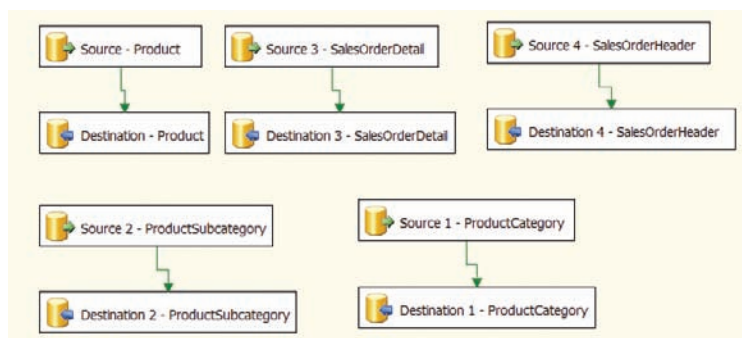 Source - Product
Source 3 - SalesOrderDetail
Source 4 - SalesOrderHeader
Destination - Product
Destination 3 - SalesOrderDetail
Destination 4 - SalesOrderHeader
Source 2 - ProductSubcategory
Source 1 - ProductCategory
Destination 2 - ProductSubcategory
Destination 1 - ProductCategory